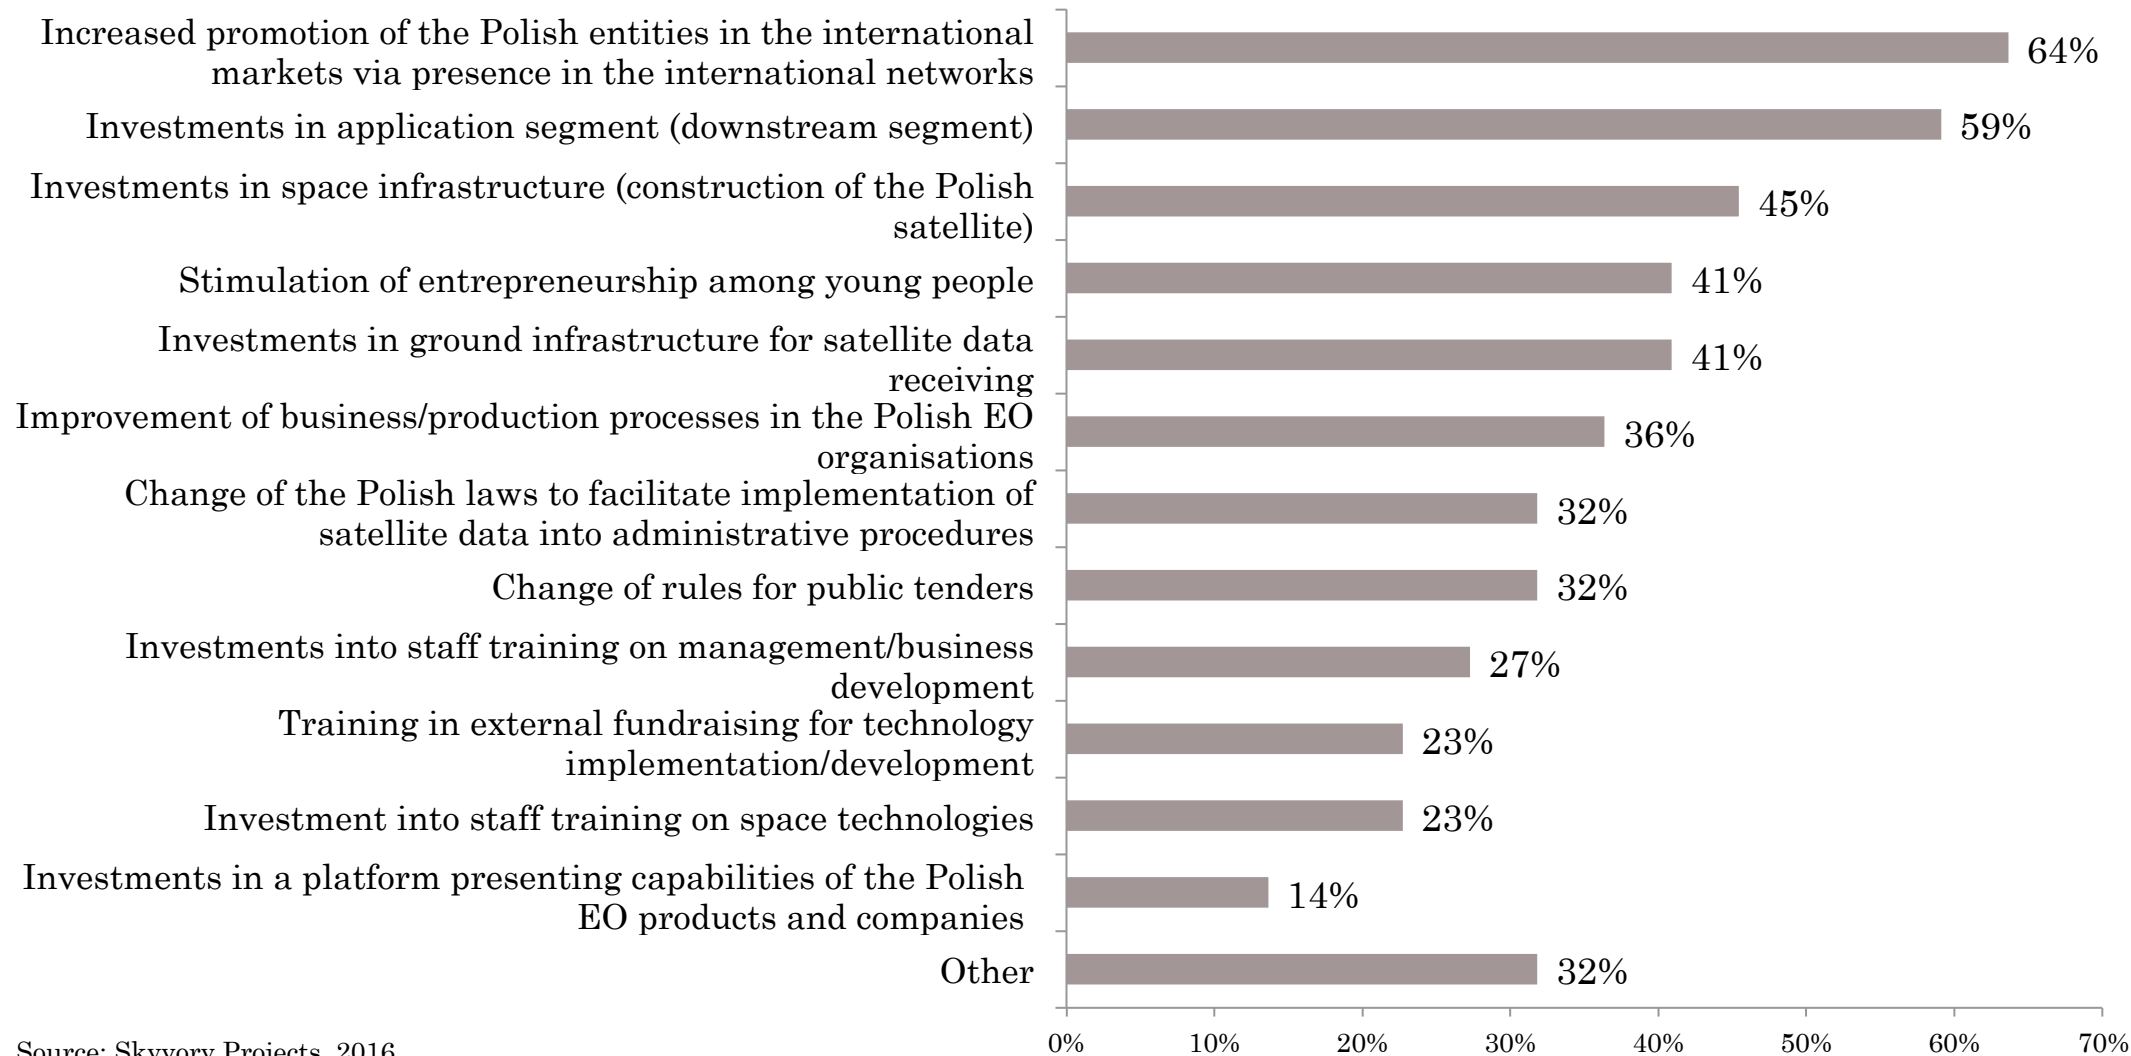 Increased promotion of the Polish entities in the international
markets via presence in the international networks
64%
Investments in application segment (downstream segment)
59%
Investments in space infrastructure (construction of the Polish
satellite)
45%
Stimulation of entrepreneurship among young people
41%
Investments in ground infrastructure for satellite data
receiving
41%
Improvement of business/production processes in the Polish EO
organisations
36%
Change of the Polish laws to facilitate implementation of
satellite data into administrative procedures
32%
Change of rules for public tenders
32%
Investments into staff training on management/business
development
27%
Training in external fundraising for technology
implementation/development
23%
Investment into staff training on space technologies
23%
Investments in a platform presenting capabilities of the Polish
EO products and companies
14%
Other
32%
0% 10% 20% 30% 40% 50% 60% 70%
Source: Skyvory Projects, 2016